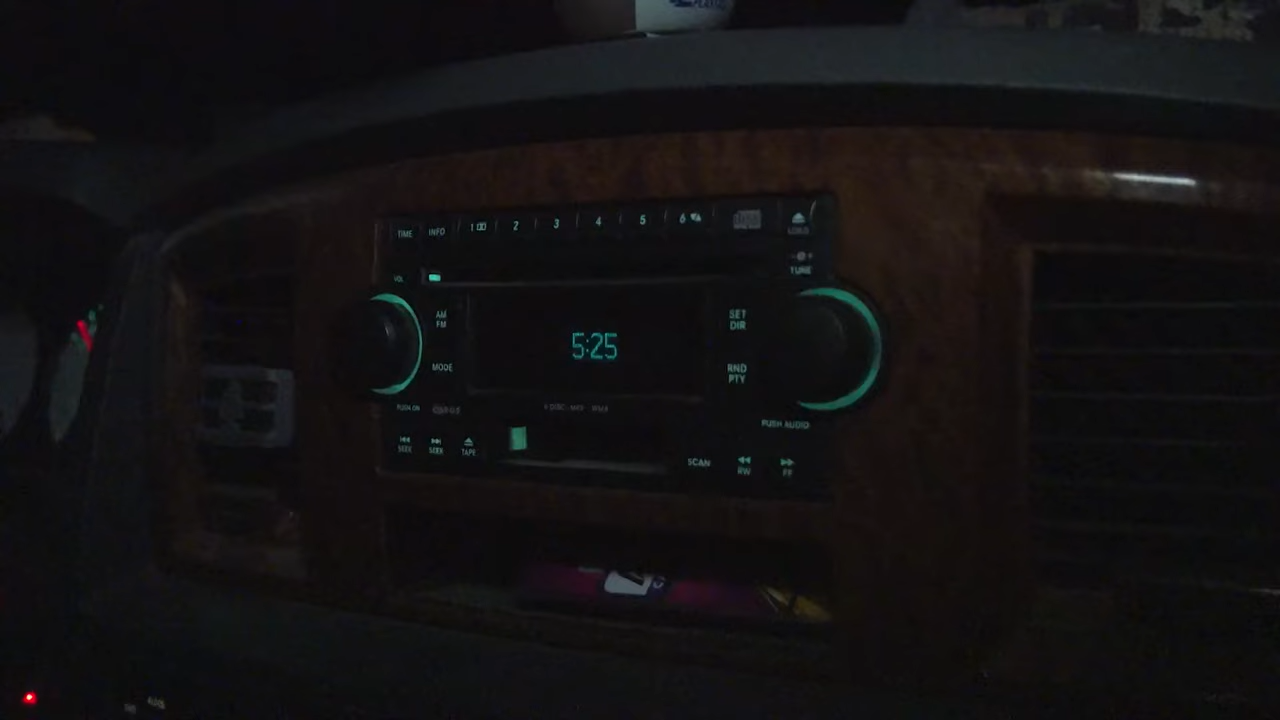 TIME INFO 1 2 3 4 5 6
LOAD
VOL
TUNE
AM
FM
SET
DIR
5:25
MODE
RND
PTY
PUSH ON
PUSH AUDIO
SEEK SEEK TAPE
SCAN RW FF